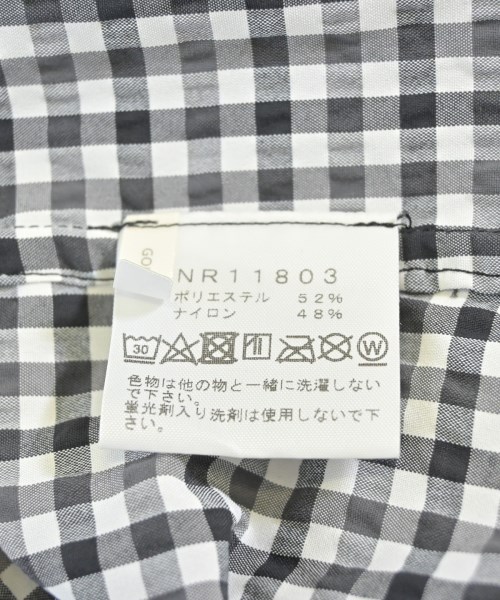 GO
NR11803
ポリエステル 52%
ナイロン 48%
30
W
色物は他の物と一緒に洗濯しない
で下さい。
蛍光剤入り洗剤は使用しないで下
さい。